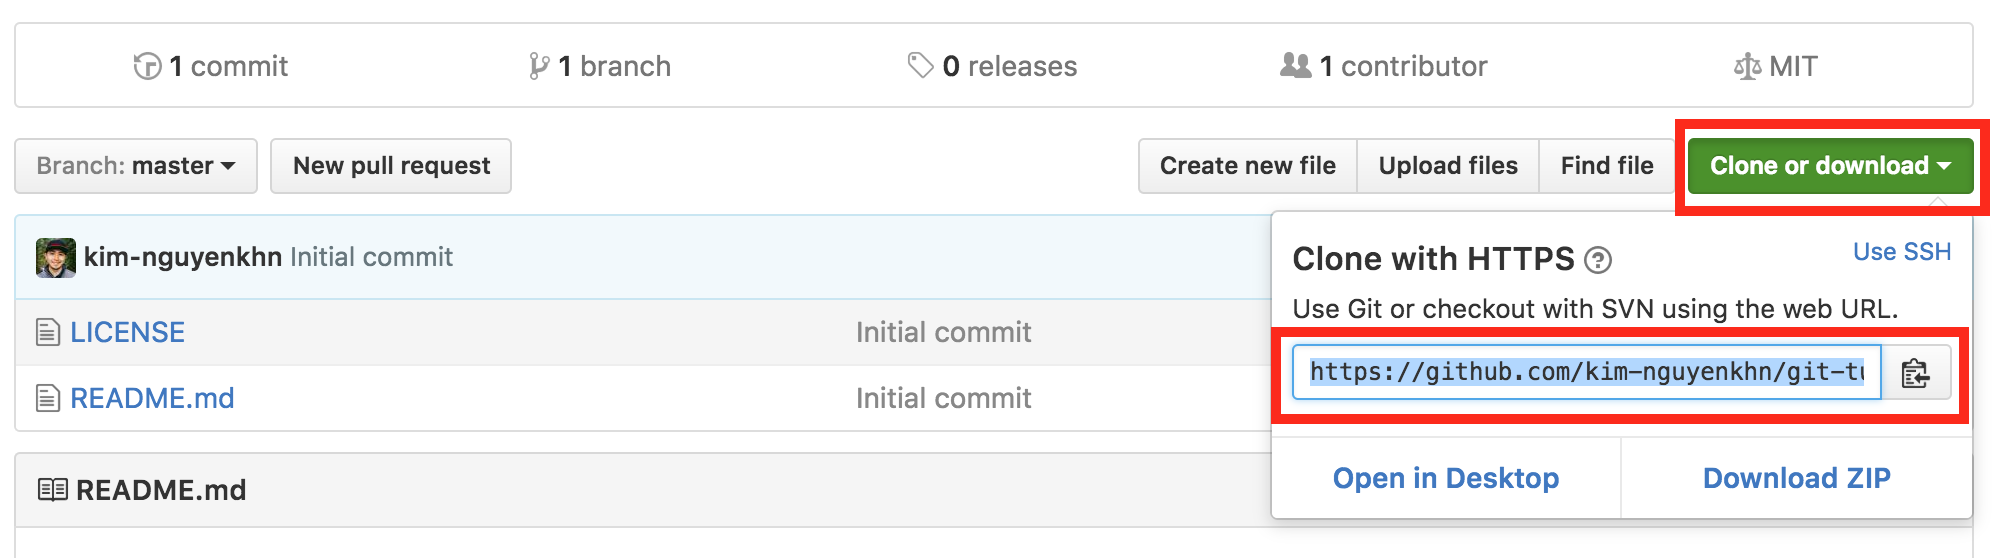 1 commit 1 branch 0 releases 1 contributor MIT
Branch: master New pull request Create new file Upload files Find file Clone or download
kim-nguyenkhn Initial commit
LICENSE Initial commit
README.md Initial commit
README.md
Clone with HTTPS ? Use SSH
Use Git or checkout with SVN using the web URL.
https://github.com/kim-nguyenkhn/git-tu
Open in Desktop Download ZIP